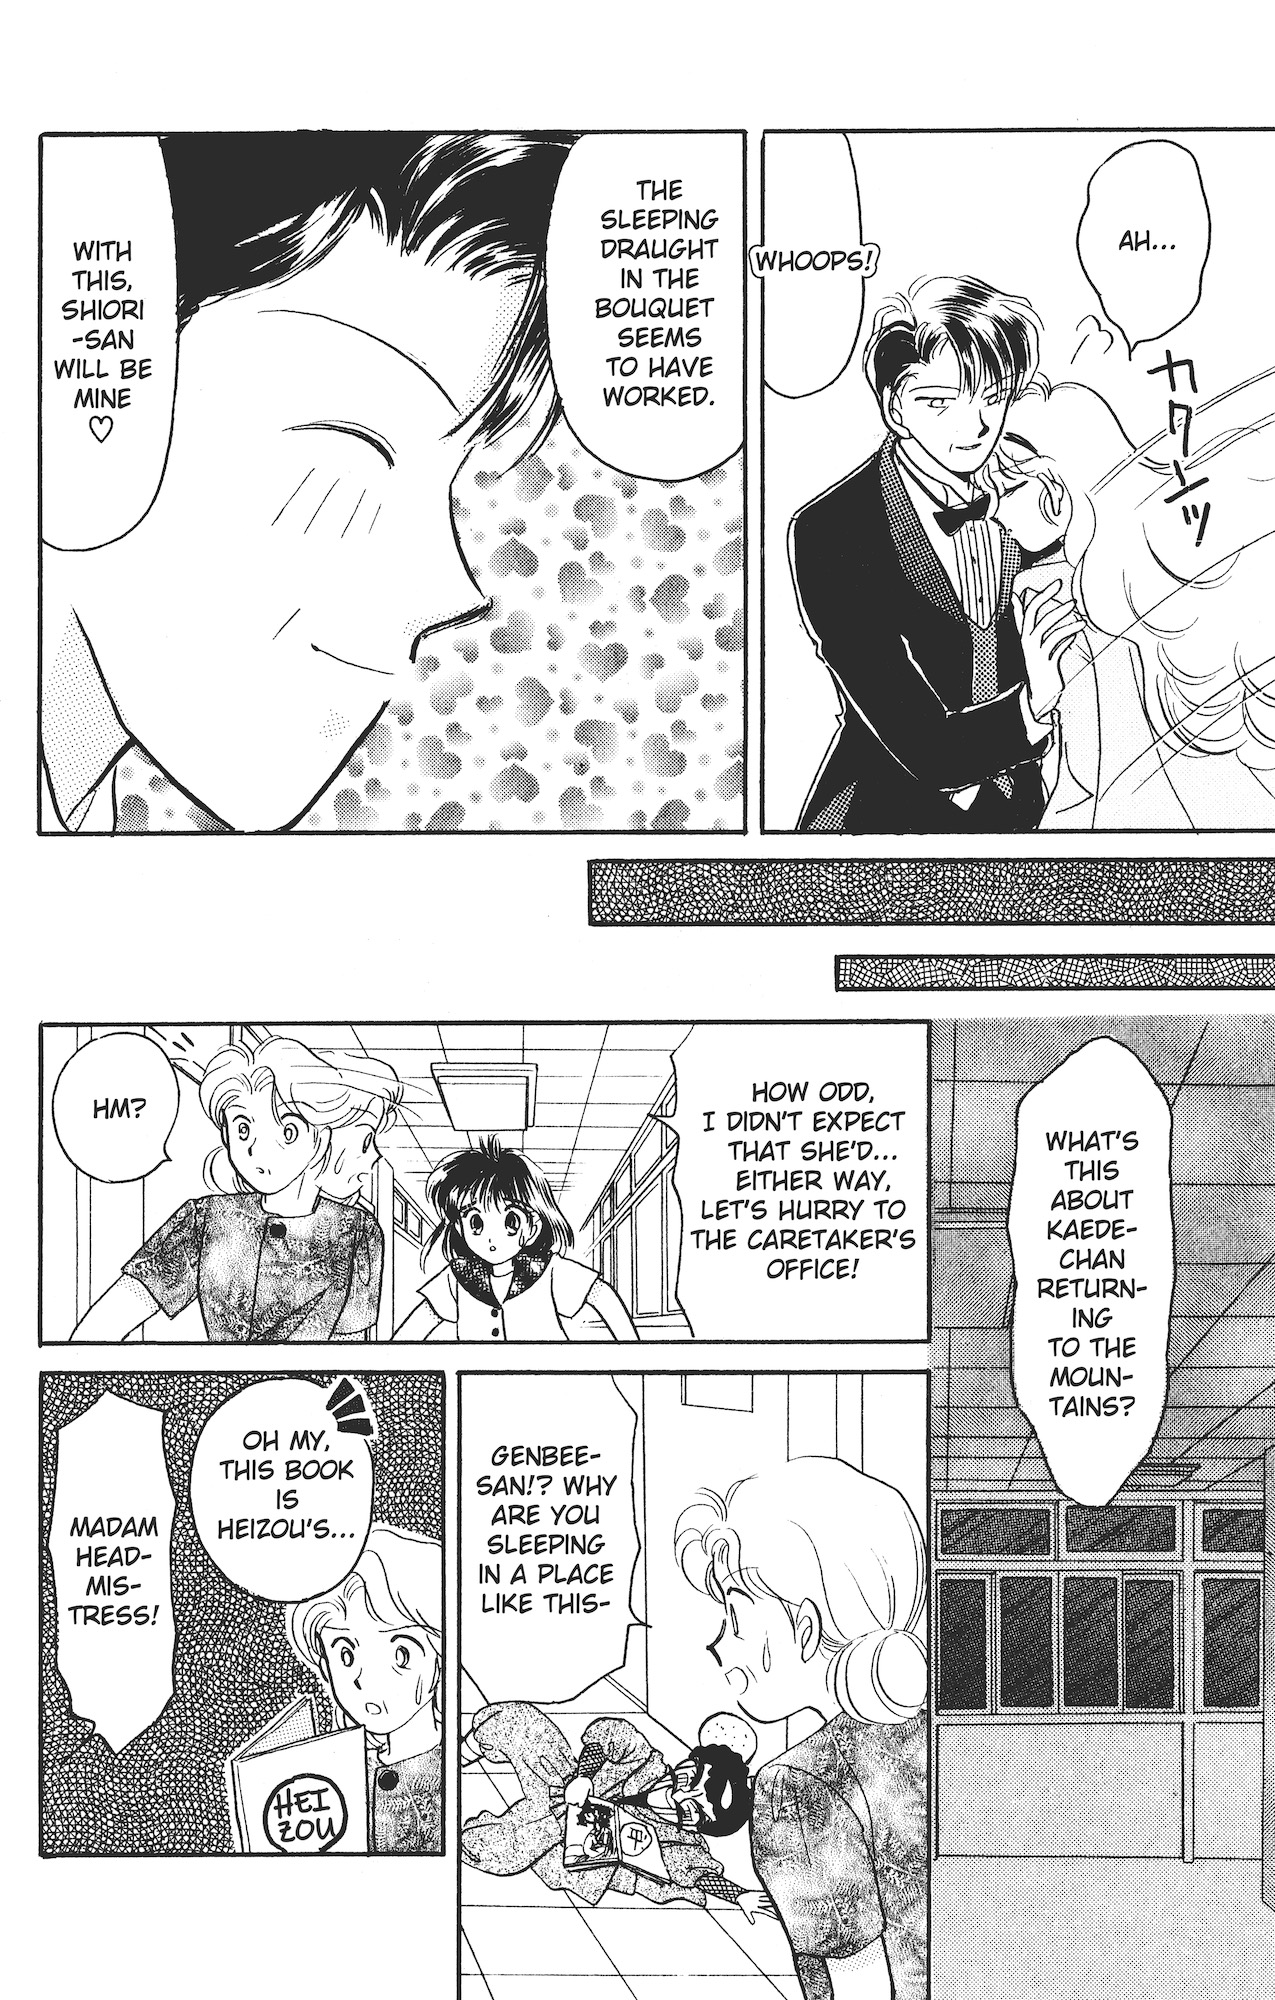 AH...
カクーンッ
WHOOPS!
THE
SLEEPING
DRAUGHT
IN THE
BOUQUET
SEEMS
TO HAVE
WORKED.
WITH
THIS,
SHIORI
-SAN
WILL BE
MINE
♡
WHAT'S
THIS
ABOUT
KAEDE-
CHAN
RETURN-
ING
TO THE
MOUN-
TAINS?
HOW ODD,
I DIDN'T EXPECT
THAT SHE'D...
EITHER WAY,
LET'S HURRY TO
THE CARETAKER'S
OFFICE!
HM?
GENBEE-
SAN!? WHY
ARE YOU
SLEEPING
IN A PLACE
LIKE THIS-
OH MY,
THIS BOOK
IS
HEIZOU'S...
HEI
ZOU
MADAM
HEAD-
MIS-
TRESS!